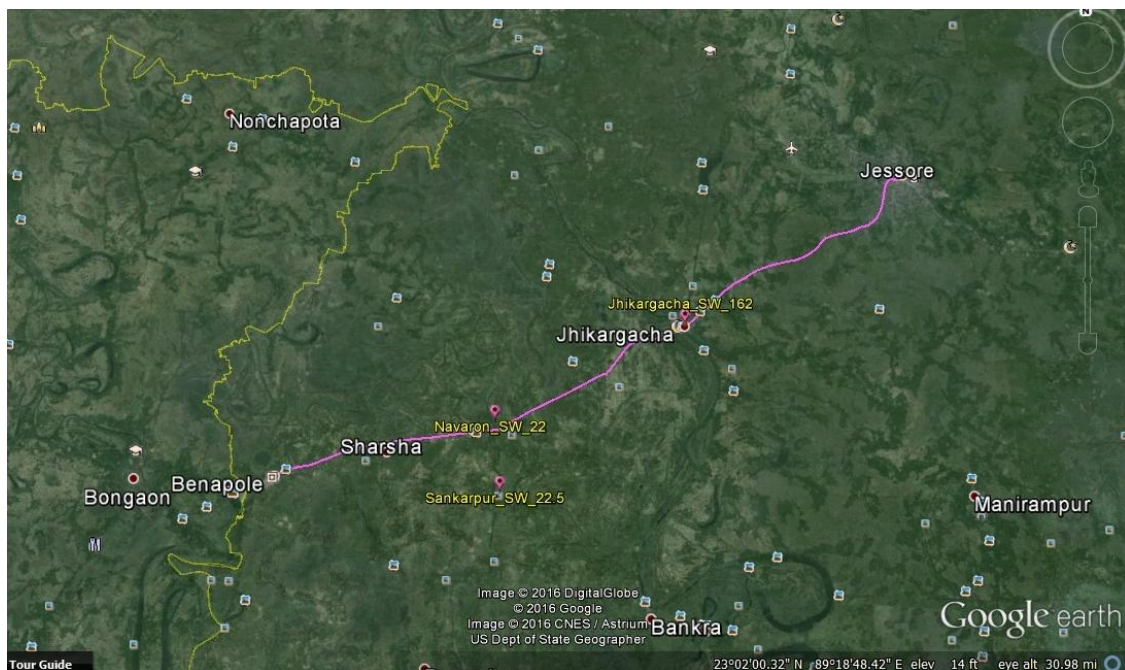 N
Nonchapota
Jessore
Jhikargacha_SW_162
Jhikargacha
Navaron_SW_22
Sharsha
Benapole
Bongaon
Sankarpur_SW_22.5
Manirampur
Image © 2016 DigitalGlobe
© 2016 Google
Image © 2016 CNES / Astrium
US Dept of State Geographer
Bankra
Google earth
Tour Guide
23°02'00.32" N 89°18'48.42" E elev 14 ft eye alt 30.98 mi